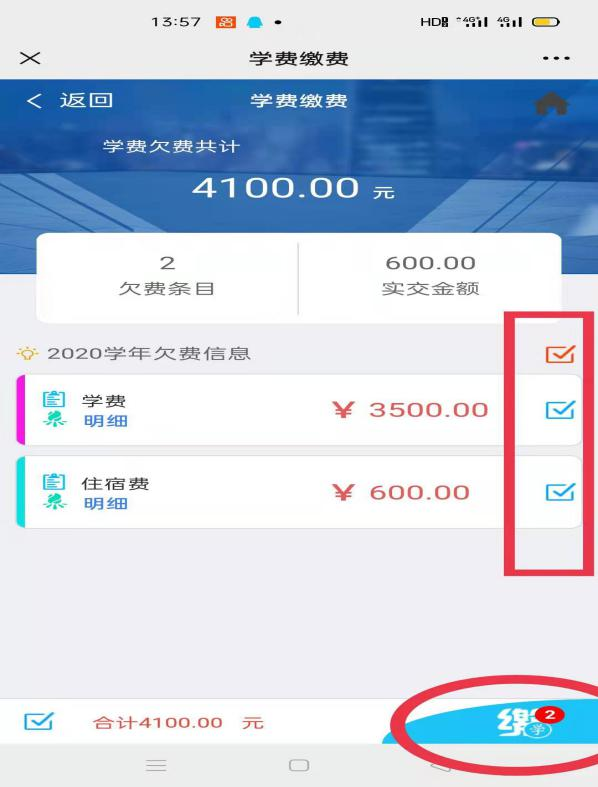 13:57 HD 4G 4G
学费缴费
返回 学费缴费
学费欠费共计
4100.00 元
2 600.00
欠费条目 实交金额
2020学年欠费信息
学费 ¥ 3500.00
明细
住宿费 ¥ 600.00
明细
合计4100.00 元 缴 2
学